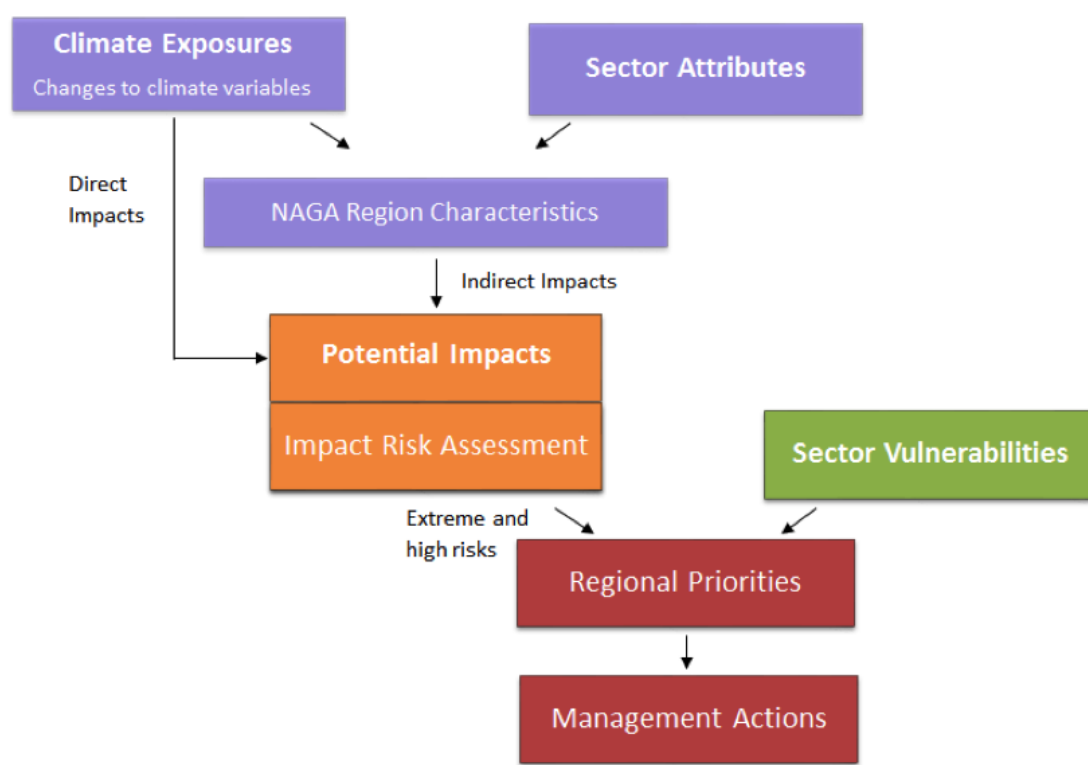 Climate Exposures
Changes to climate variables
Sector Attributes
Direct
Impacts
NAGA Region Characteristics
Indirect Impacts
Potential Impacts
Impact Risk Assessment
Sector Vulnerabilities
Extreme and
high risks
Regional Priorities
Management Actions